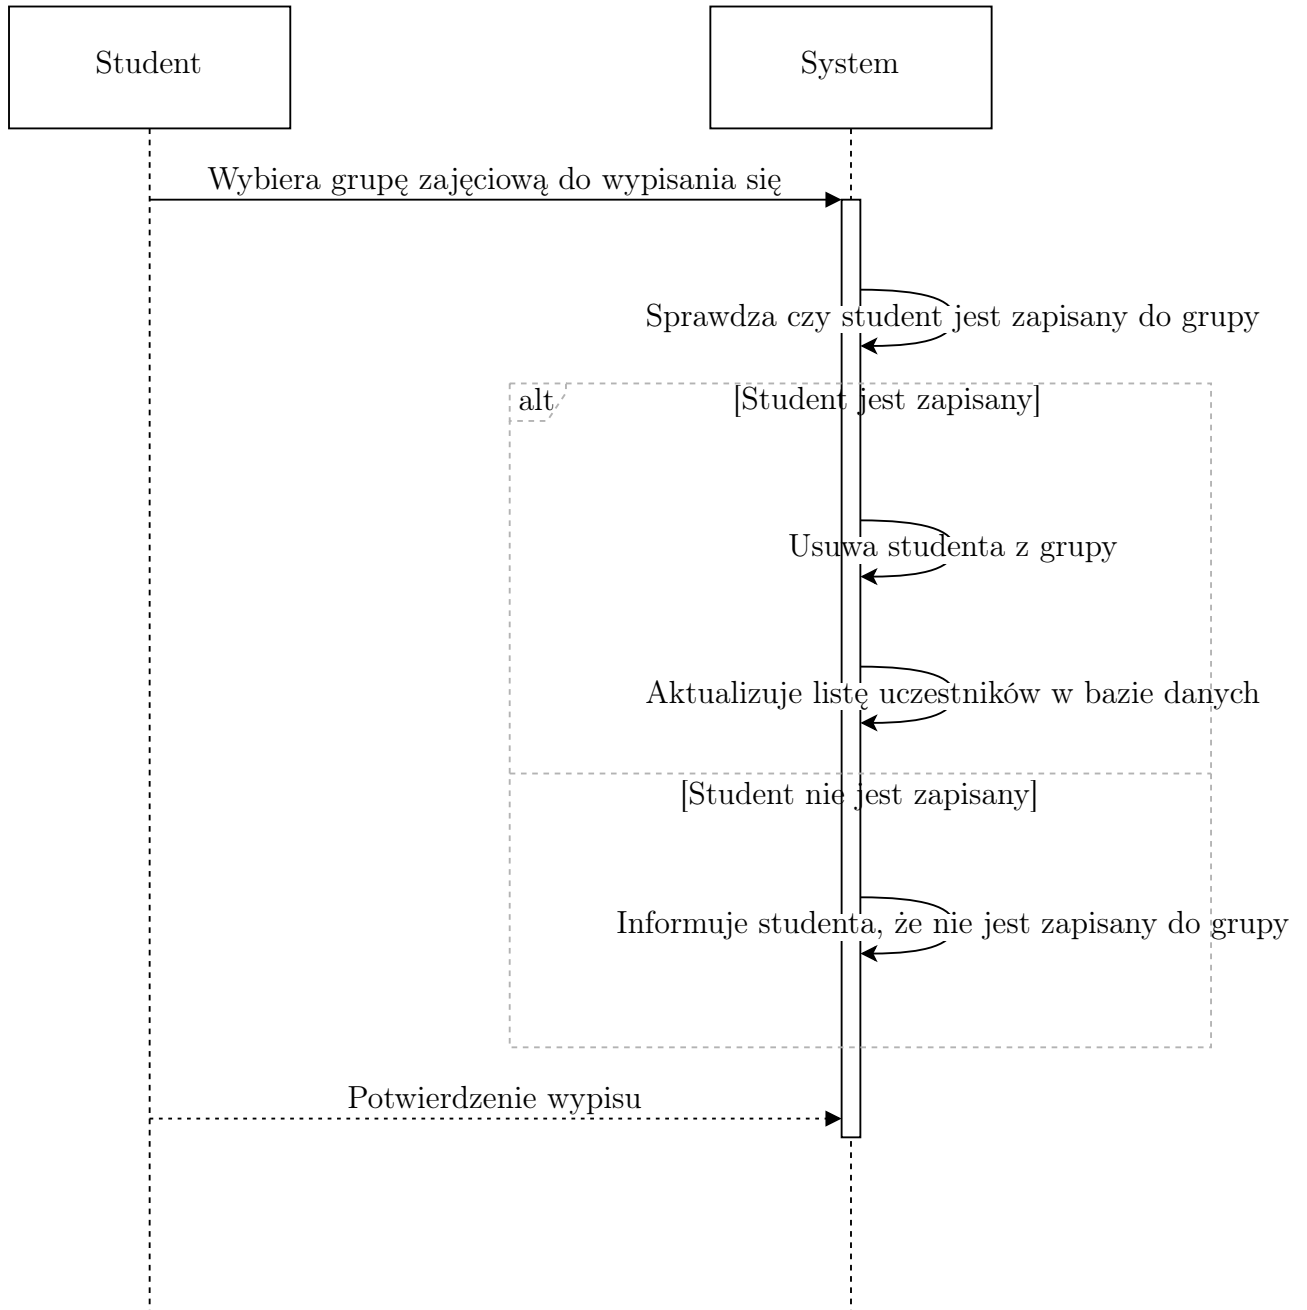 Student
System
Wybiera grupę zajęciową do wypisania się
Sprawdza czy student jest zapisany do grupy
alt
[Student jest zapisany]
Usuwa studenta z grupy
Aktualizuje listę uczestników w bazie danych
[Student nie jest zapisany]
Informuje studenta, że nie jest zapisany do grupy
Potwierdzenie wypisu